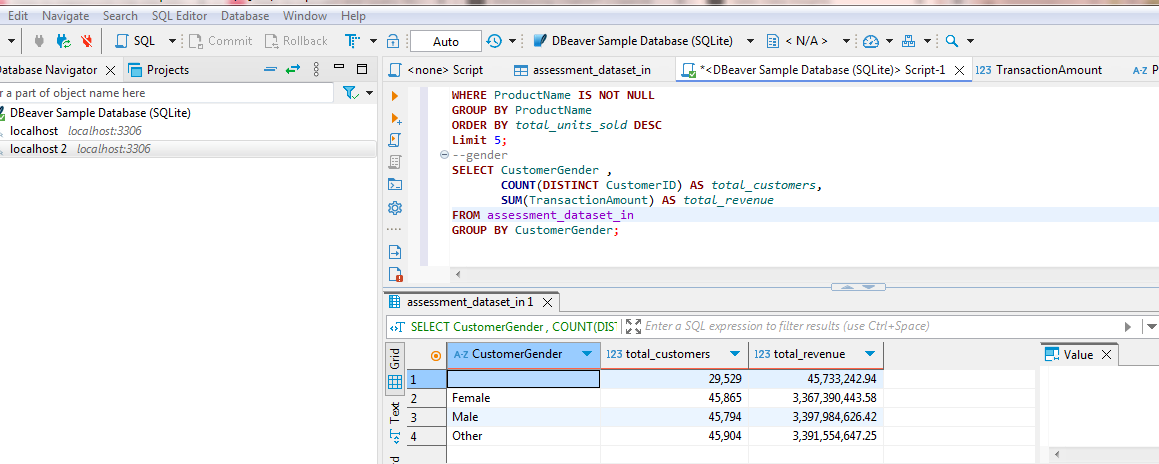 Edit Navigate Search SQL Editor Database Window Help
SQL Commit Rollback Auto DBeaver Sample Database (SQLite) < N/A >
Database Navigator Projects
<none> Script assessment_dataset_in *<DBeaver Sample Database (SQLite)> Script-1 TransactionAmount
r a part of object name here
DBeaver Sample Database (SQLite)
localhost localhost:3306
localhost 2 localhost:3306
WHERE ProductName IS NOT NULL
GROUP BY ProductName
ORDER BY total_units_sold DESC
Limit 5;
--gender
SELECT CustomerGender ,
COUNT(DISTINCT CustomerID) AS total_customers,
SUM(TransactionAmount) AS total_revenue
FROM assessment_dataset_in
GROUP BY CustomerGender;
assessment_dataset_in 1
SELECT CustomerGender , COUNT(DIST Enter a SQL expression to filter results (use Ctrl+Space)
Grid
Text
A-Z CustomerGender 123 total_customers 123 total_revenue
Value
1 29,529 45,733,242.94
2 Female 45,865 3,367,390,443.58
3 Male 45,794 3,397,984,626.42
4 Other 45,904 3,391,554,647.25